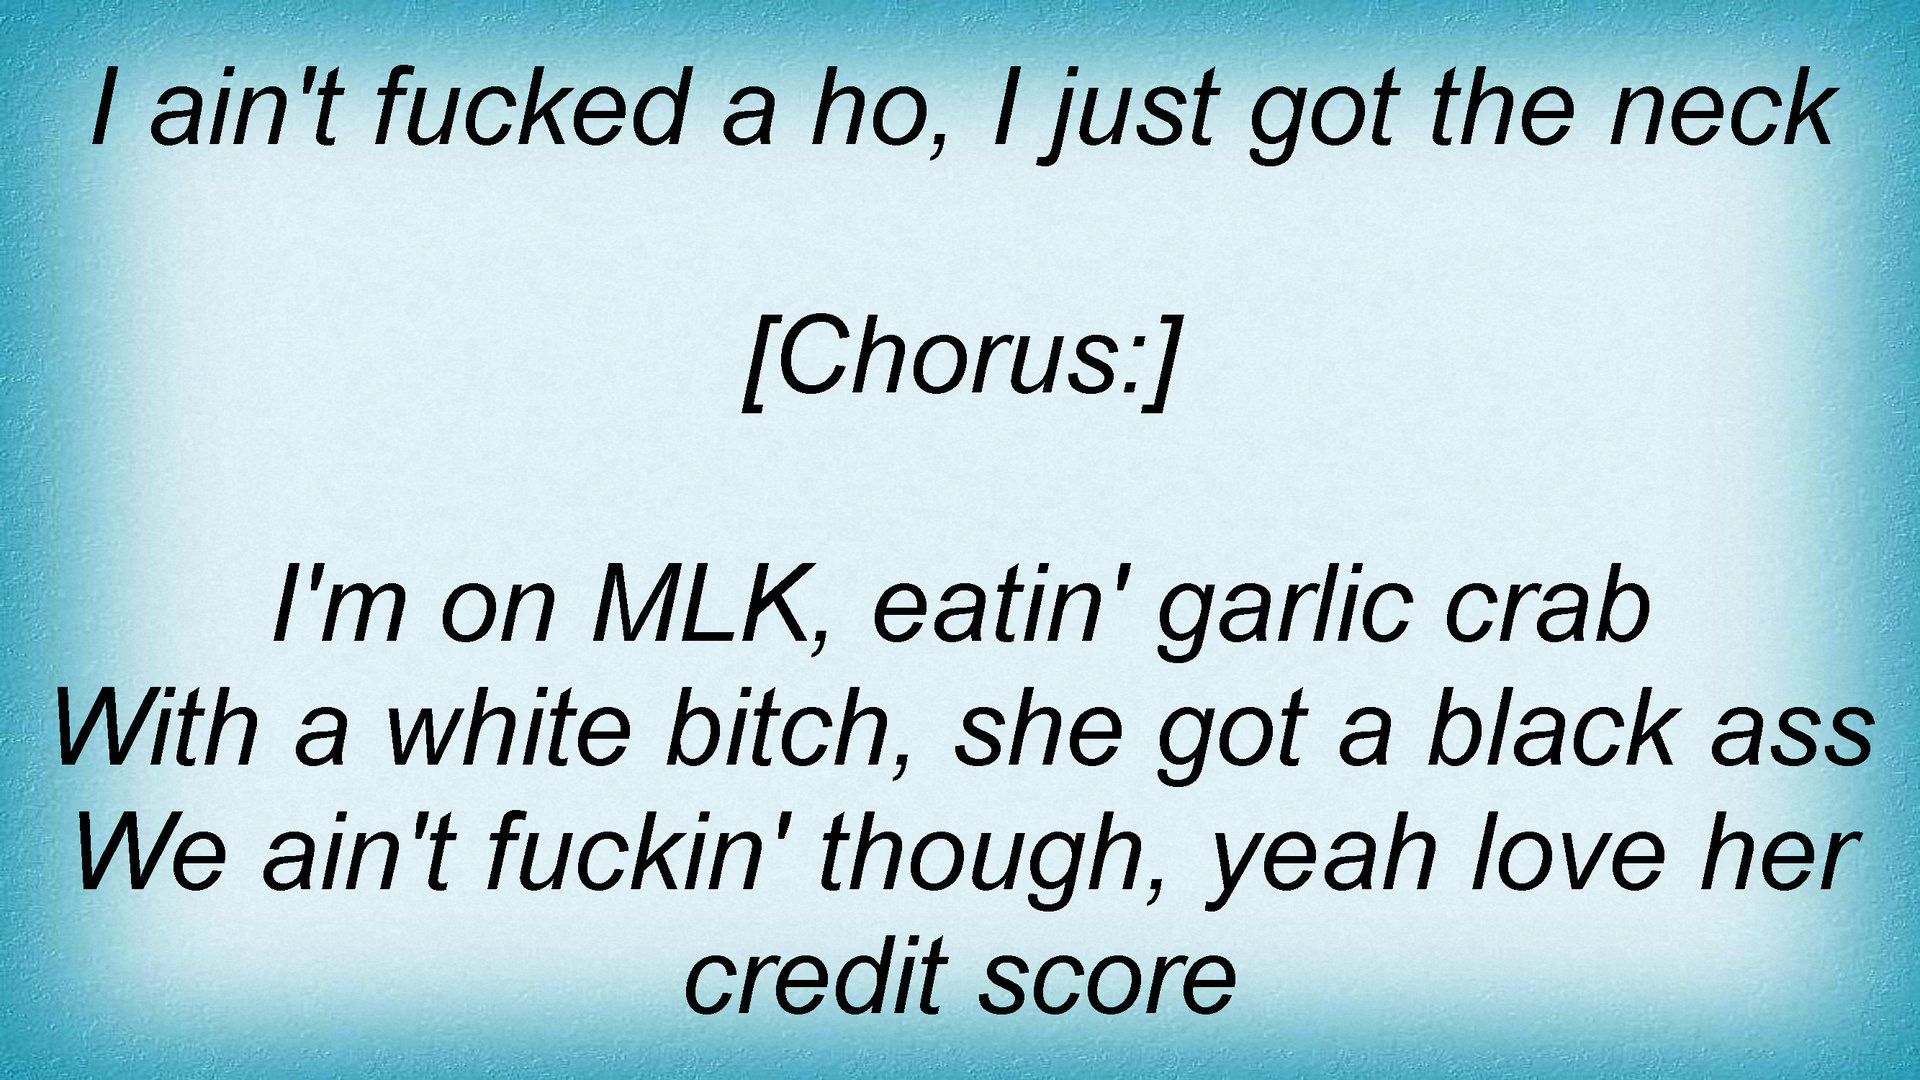 I ain't fucked a ho, I just got the neck
[Chorus:]
I'm on MLK, eatin' garlic crab
With a white bitch, she got a black ass
We ain't fuckin' though, yeah love her
credit score